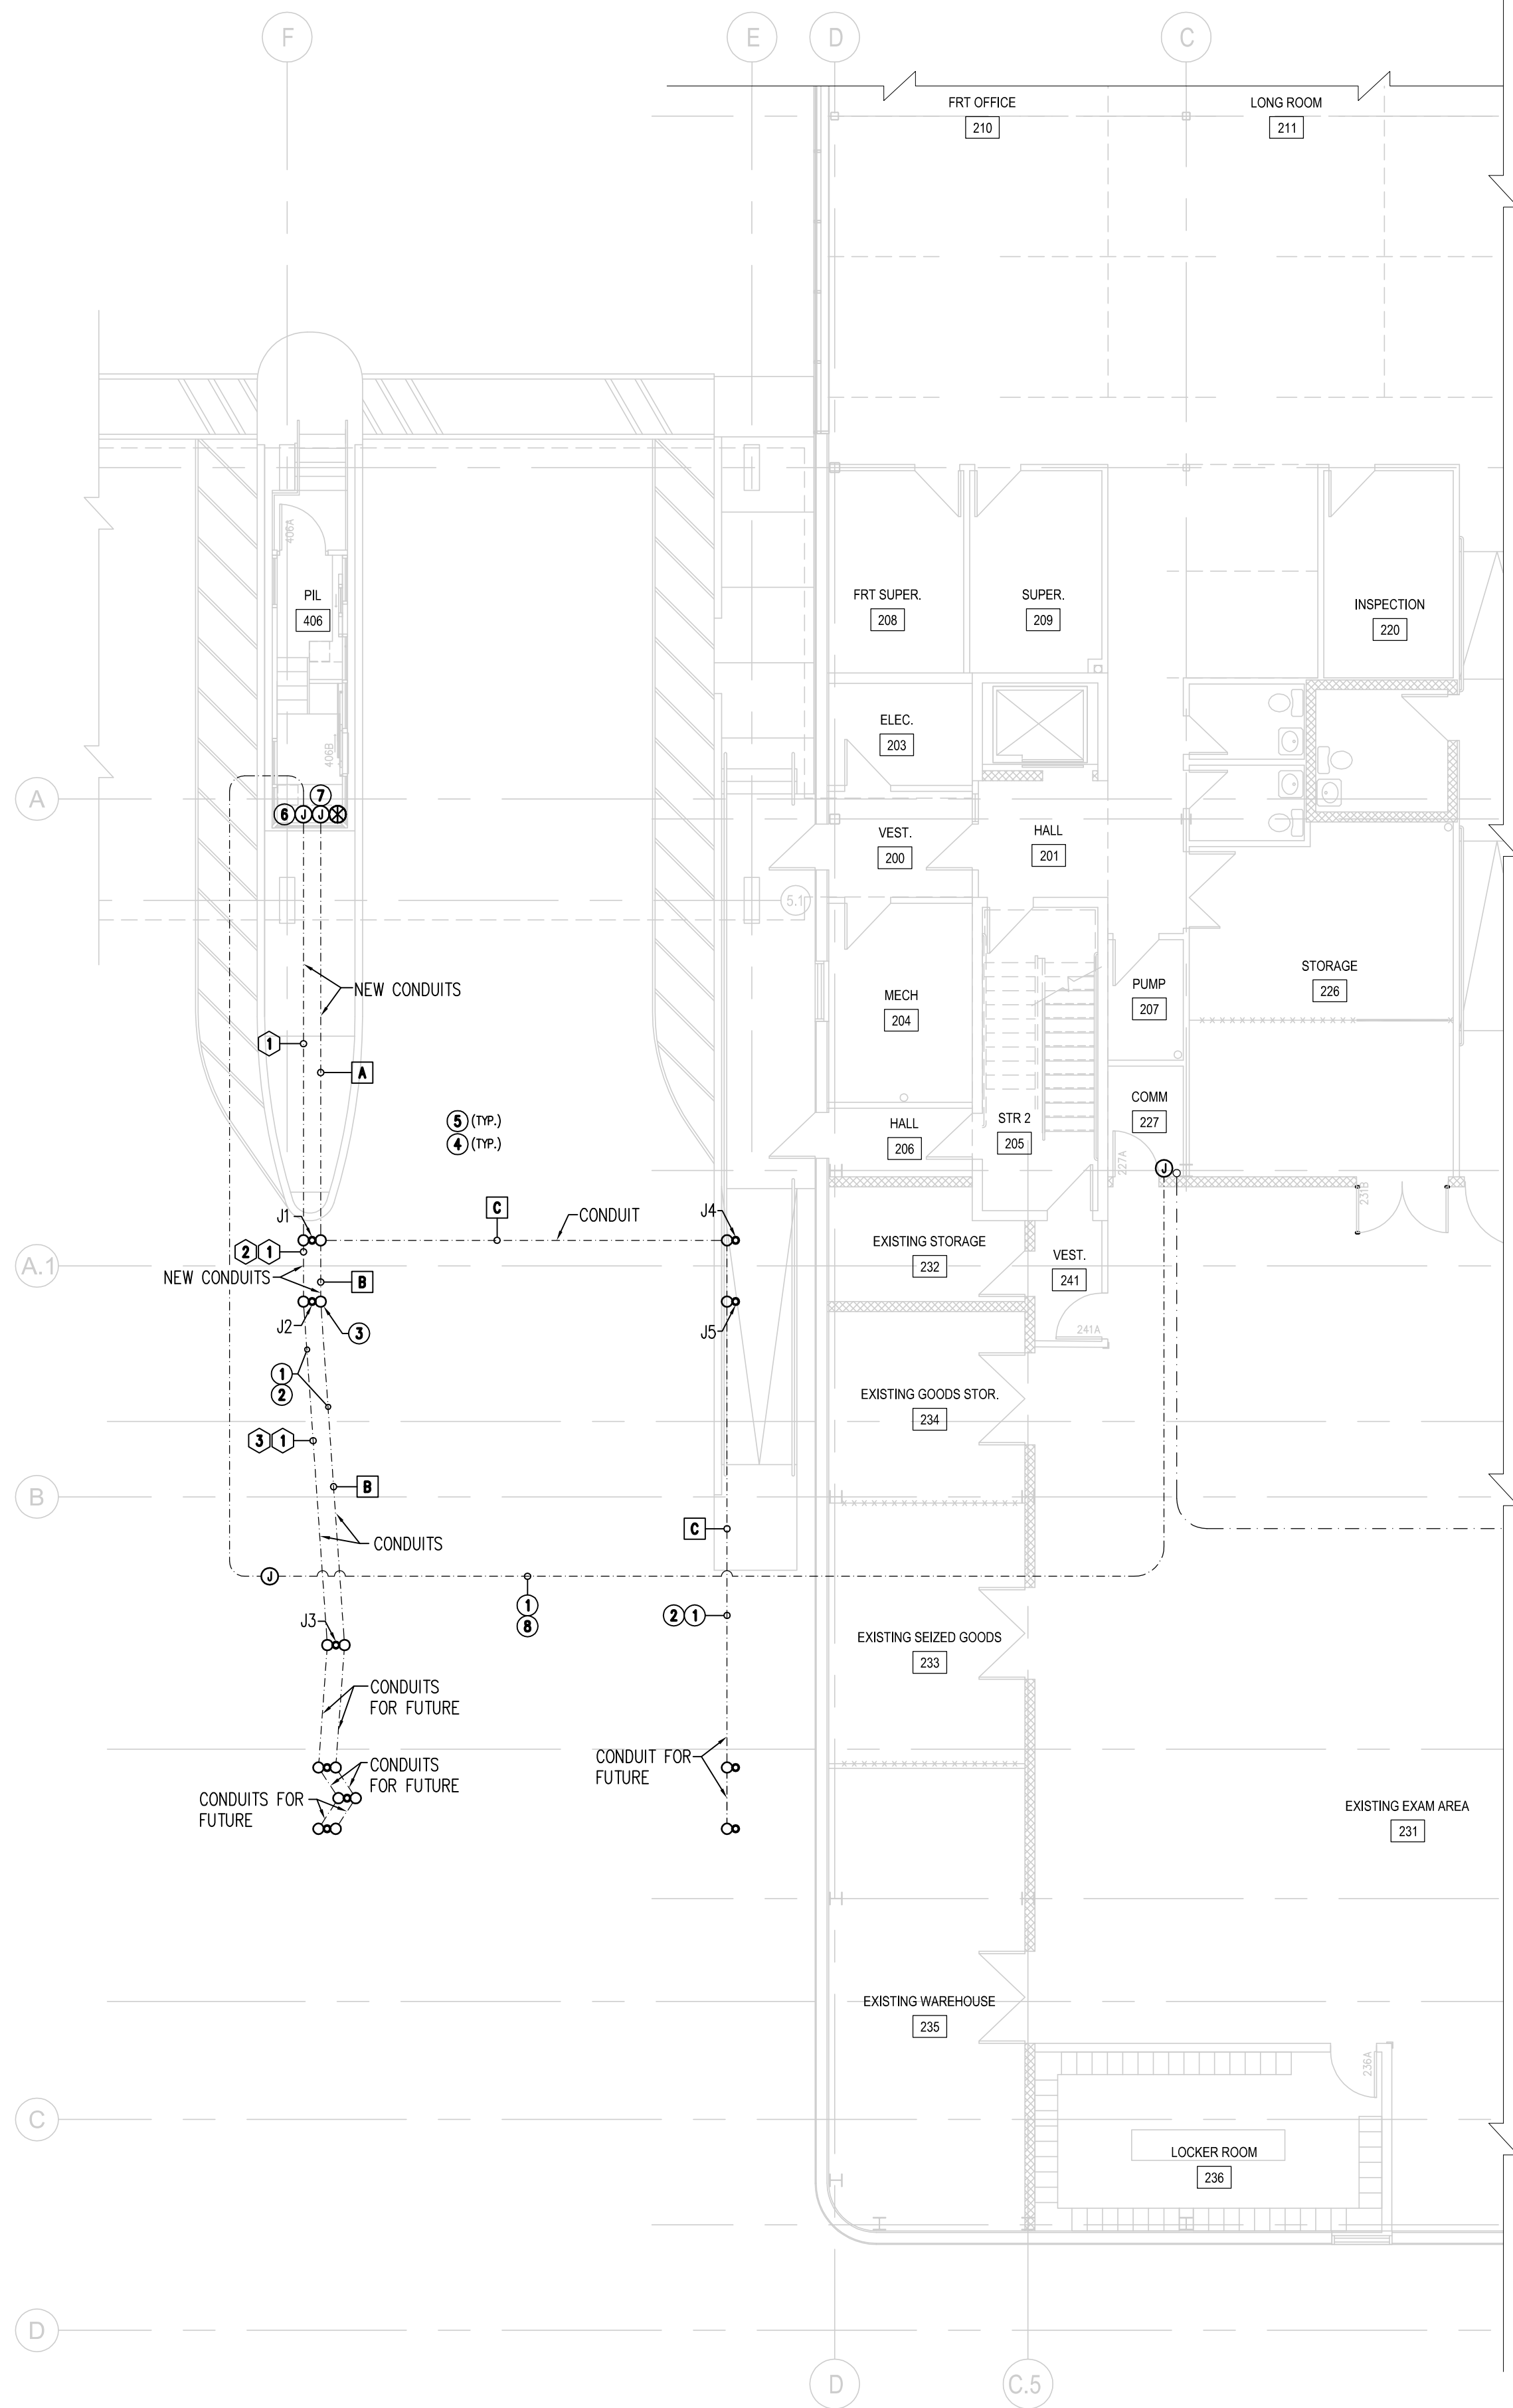 F
E
D
C
FRT OFFICE
210
LONG ROOM
211
406A
PIL
406
406B
FRT SUPER.
208
SUPER.
209
INSPECTION
220
ELEC.
203
A
7
6
J
J
VEST.
200
HALL
201
5.1
NEW CONDUITS
1
A
MECH
204
PUMP
207
STORAGE
226
5 (TYP.)
4 (TYP.)
HALL
206
STR 2
205
COMM
227
227A
J
231B
J1
C
CONDUIT
J4
A.1
2
1
NEW CONDUITS
B
J2
3
J5
EXISTING STORAGE
232
VEST.
241
241A
1
2
EXISTING GOODS STOR.
234
3
1
B
B
CONDUITS
C
J
1
8
2
1
J3
EXISTING SEIZED GOODS
233
CONDUITS
FOR FUTURE
CONDUITS
FOR FUTURE
CONDUITS FOR
FUTURE
CONDUIT FOR
FUTURE
EXISTING EXAM AREA
231
EXISTING WAREHOUSE
235
236A
C
LOCKER ROOM
236
D
D
C.5